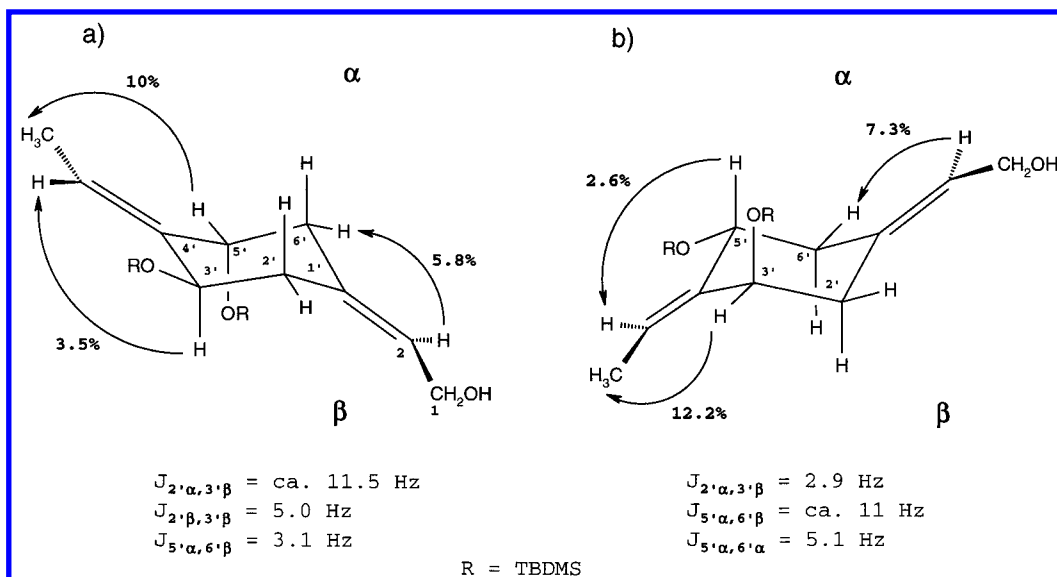 a)
α
10%
H₃C
H
H
H
H
H
4'
5'
6'
RO
3'
2'
1'
OR
H
H
5.8%
H
2
3.5%
CH₂OH
1
β
J₂'α,3'β = ca. 11.5 Hz
J₂'β,3'β = 5.0 Hz
J₅'α,6'β = 3.1 Hz
b)
α
7.3%
H
CH₂OH
H
2.6%
OR
H
RO
5'
6'
3'
2'
H
H
H
H
H
H₃C
12.2%
β
J₂'α,3'β = 2.9 Hz
J₅'α,6'β = ca. 11 Hz
J₅'α,6'α = 5.1 Hz
R = TBDMS